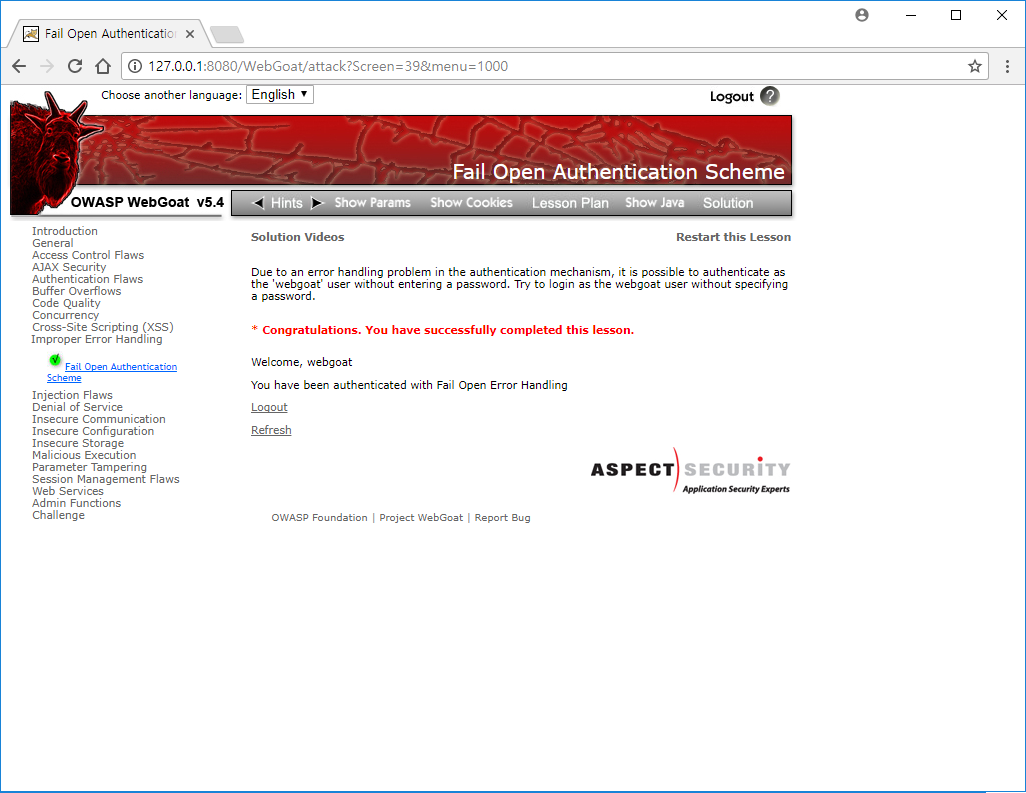 Fail Open Authenticatio
127.0.0.1:8080/WebGoat/attack?Screen=39&menu=1000
Choose another language: English
Logout ?
Fail Open Authentication Scheme
OWASP WebGoat v5.4
Hints Show Params Show Cookies Lesson Plan Show Java Solution
Introduction
General
Access Control Flaws
AJAX Security
Authentication Flaws
Buffer Overflows
Code Quality
Concurrency
Cross-Site Scripting (XSS)
Improper Error Handling
Fail Open Authentication
Scheme
Injection Flaws
Denial of Service
Insecure Communication
Insecure Configuration
Insecure Storage
Malicious Execution
Parameter Tampering
Session Management Flaws
Web Services
Admin Functions
Challenge
Solution Videos
Restart this Lesson
Due to an error handling problem in the authentication mechanism, it is possible to authenticate as
the 'webgoat' user without entering a password. Try to login as the webgoat user without specifying
a password.
* Congratulations. You have successfully completed this lesson.
Welcome, webgoat
You have been authenticated with Fail Open Error Handling
Logout
Refresh
ASPECT SECURITY
Application Security Experts
OWASP Foundation | Project WebGoat | Report Bug